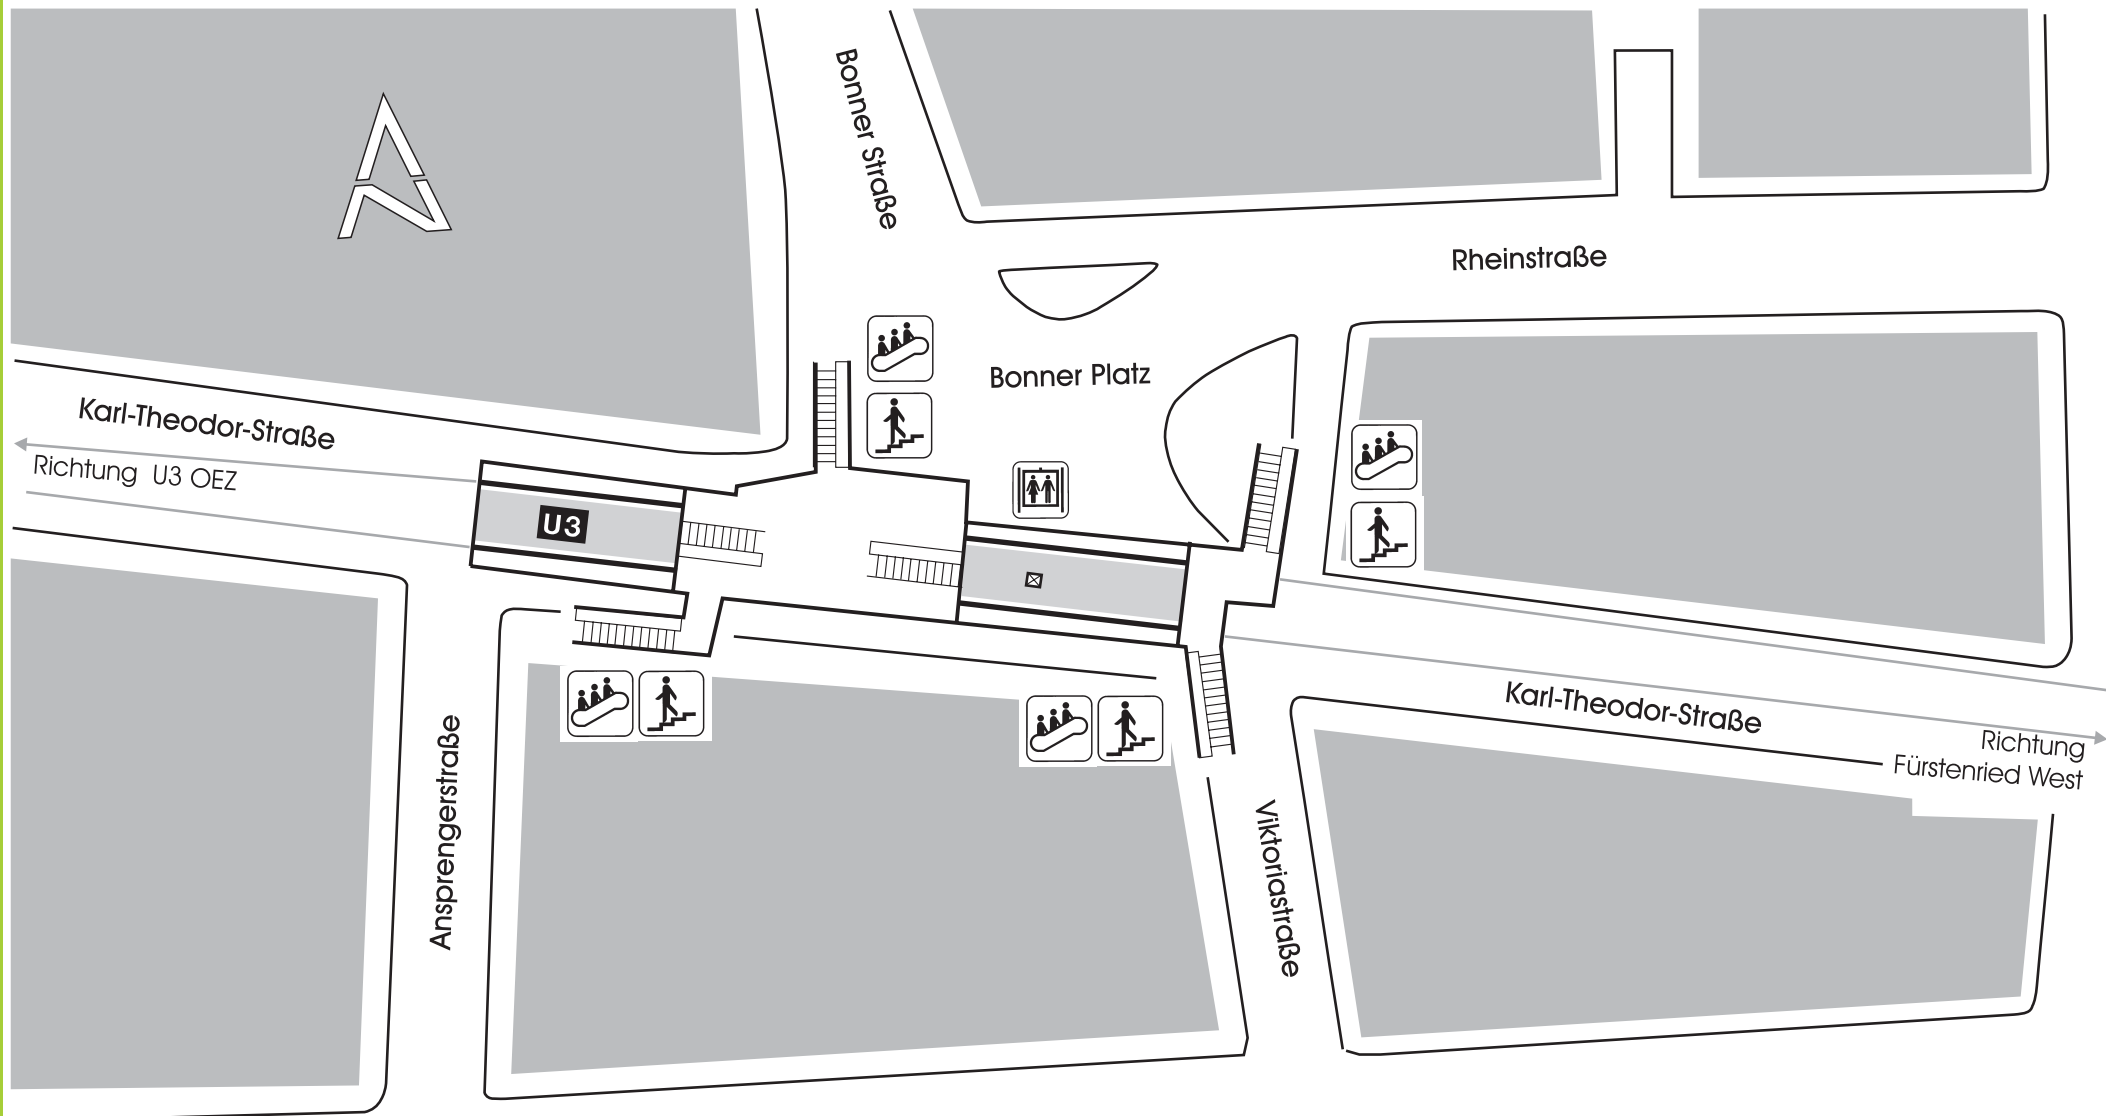 Bonner Straße
Rheinstraße
Bonner Platz
Karl-Theodor-Straße
Richtung U3 OEZ
U3
Karl-Theodor-Straße
Richtung
Fürstenried West
Ansprengerstraße
Viktoriastraße